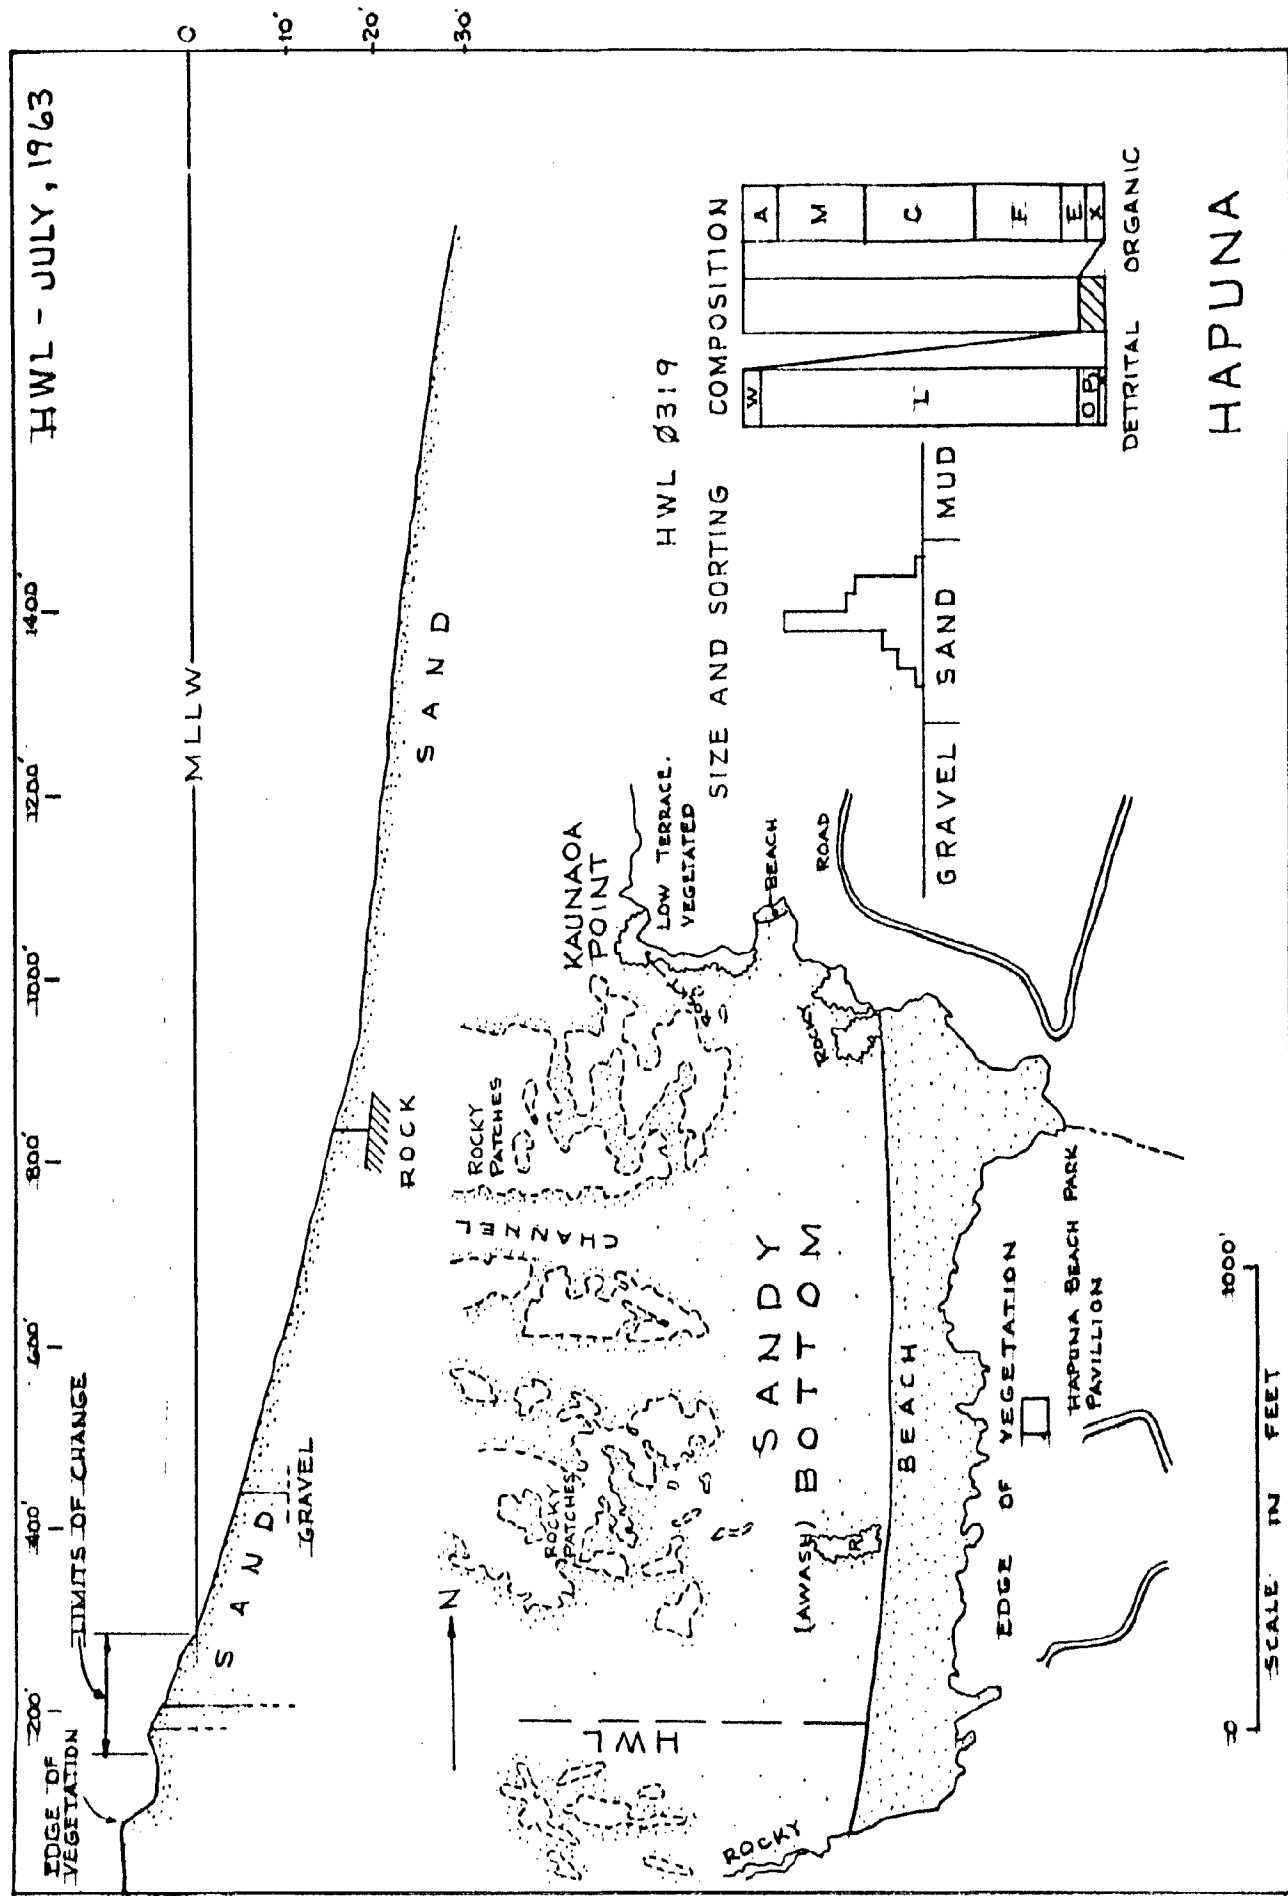 HWL - JULY, 1963
EDGE OF
VEGETATION
LIMITS OF CHANGE
200'
400'
600'
800'
1000'
1200'
1400'
0
10'
20'
30'
MLLW
SAND
GRAVEL
ROCK
SAND
N
HWL
ROCKY
ROCKY
PATCHES
CHANNEL
ROCKY
PATCHES
KAUNAOA
POINT
LOW TERRACE.
VEGETATED
BEACH
ROCKY
ROAD
SANDY
BOTTOM
(AWASH)
R
BEACH
EDGE OF VEGETATION
HAPUNA BEACH PARK
PAVILLION
0
1000'
SCALE IN FEET
HWL Ø319
SIZE AND SORTING
GRAVEL
SAND
MUD
COMPOSITION
W
L
O
P
X
A
M
C
F
E
X
DETRITAL
ORGANIC
HAPUNA